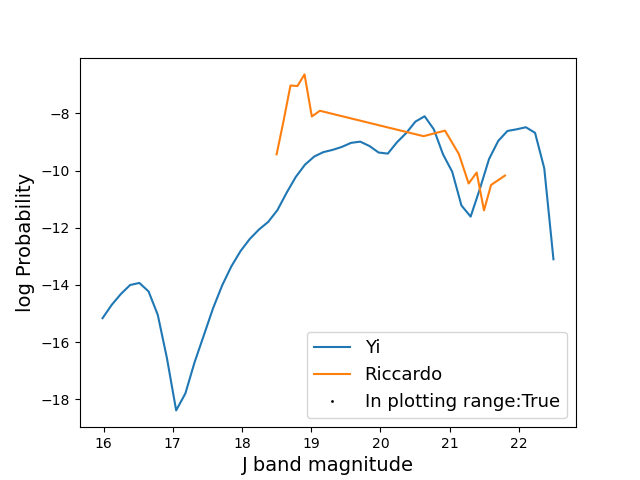 −8
−10
−12
−14
−16
−18
log Probability
Yi
Riccardo
In plotting range:True
16 17 18 19 20 21 22
J band magnitude